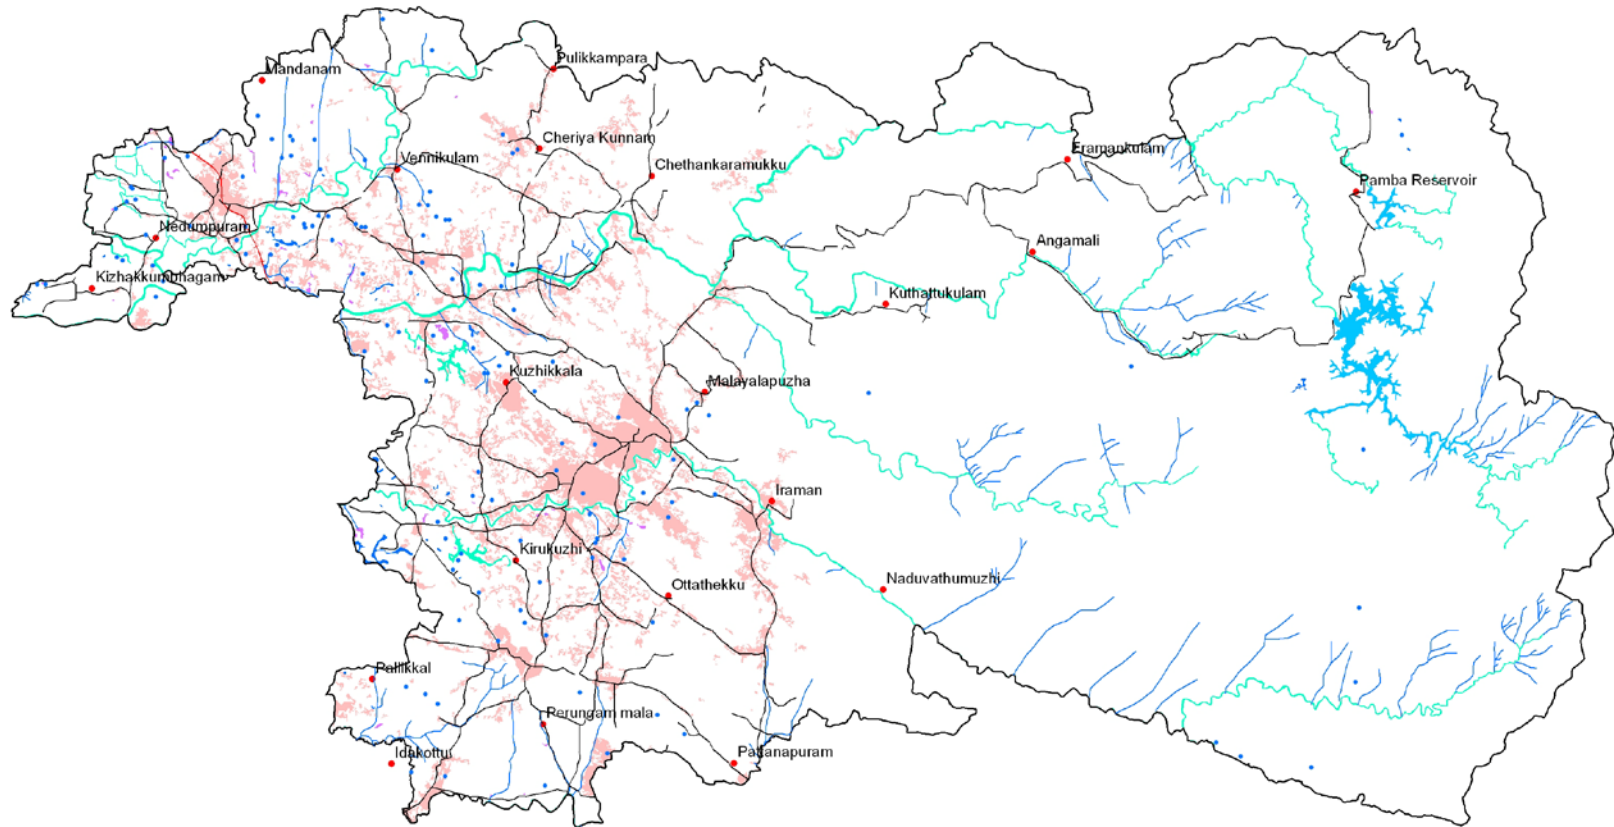 Pulikkampara
Mandanam
Cheriya Kunnam
Vennikulam
Eramankulam
Chethankaramukku
Pamba Reservoir
Nedumpuram
Angamali
Kizhakkumbhagam
Kuthattukulam
Kuzhikkala
Malayalapuzha
Iraman
Kirukuzhi
Naduvathumuzhi
Ottathekku
Pallikkal
Perungam mala
Idakottu
Pattanapuram